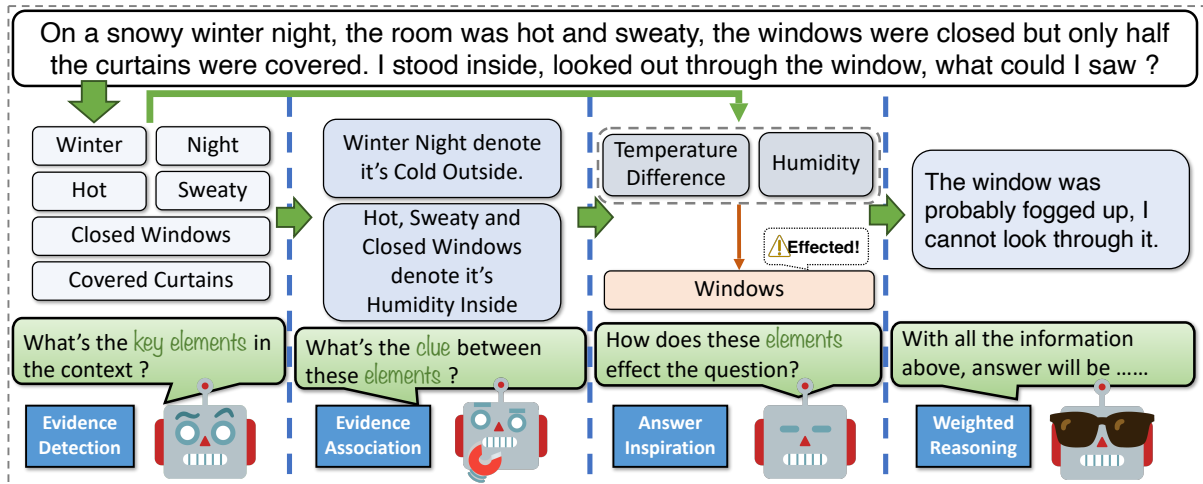 On a snowy winter night, the room was hot and sweaty, the windows were closed but only half
the curtains were covered. I stood inside, looked out through the window, what could I saw ?
Winter
Night
Hot
Sweaty
Closed Windows
Covered Curtains
What's the key elements in
the context ?
Evidence
Detection
Winter Night denote
it's Cold Outside.
Hot, Sweaty and
Closed Windows
denote it's
Humidity Inside
What's the clue between
these elements ?
Evidence
Association
Temperature
Difference
Humidity
Effected!
Windows
How does these elements
effect the question?
Answer
Inspiration
The window was
probably fogged up, I
cannot look through it.
With all the information
above, answer will be ......
Weighted
Reasoning